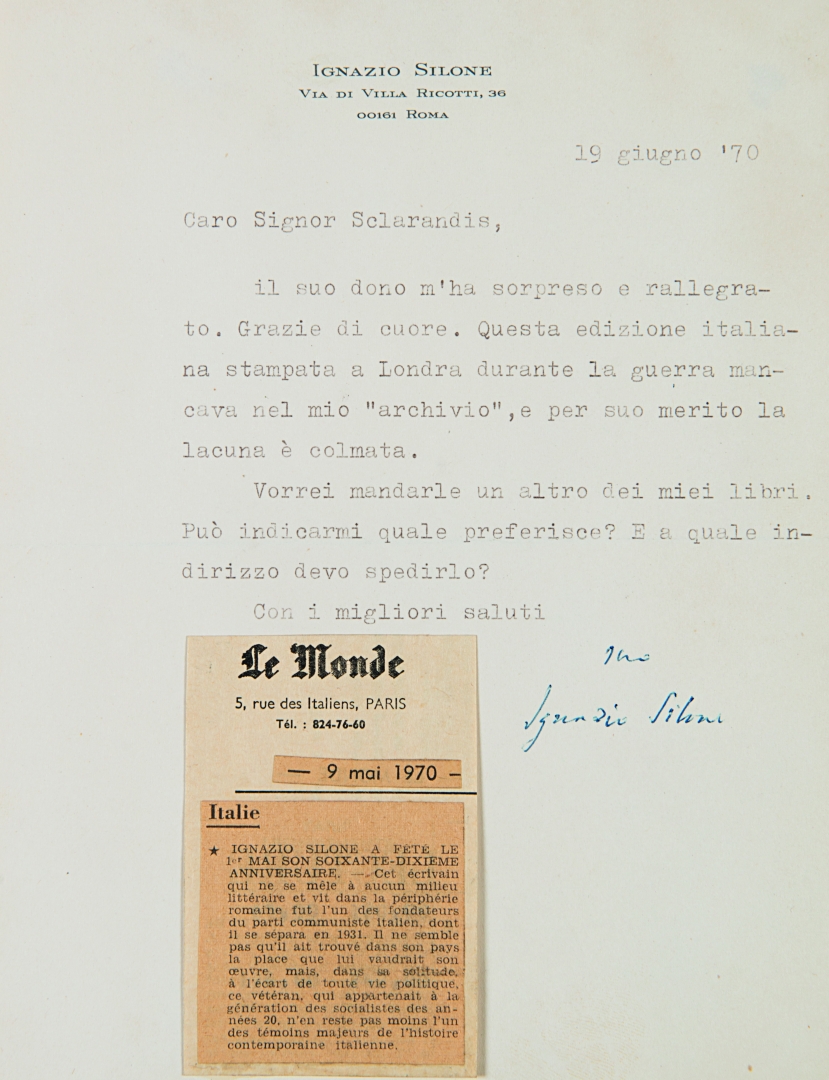 IGNAZIO SILONE
VIA DI VILLA RICOTTI, 36
00161 ROMA
19 giugno '70
Caro Signor Sclarandis,
il suo dono m'ha sorpreso e rallegra-
to. Grazie di cuore. Questa edizione italia-
na stampata a Londra durante la guerra man-
cava nel mio "archivio",e per suo merito la
lacuna è colmata.
Vorrei mandarle un altro dei miei libri.
Può indicarmi quale preferisce? E a quale in-
dirizzo devo spedirlo?
Con i migliori saluti
Ignazio Silone
Le Monde
5, rue des Italiens, PARIS
Tél. : 824-76-60
— 9 mai 1970 —
Italie
★ IGNAZIO SILONE A FÊTÉ LE
1er MAI SON SOIXANTE-DIXIÈME
ANNIVERSAIRE. — Cet écrivain
qui ne se mêle à aucun milieu
littéraire et vit dans la périphérie
romaine fut l'un des fondateurs
du parti communiste italien, dont
il se sépara en 1931. Il ne semble
pas qu'il ait trouvé dans son pays
la place que lui vaudrait son
œuvre, mais, dans sa solitude,
à l'écart de toute vie politique,
ce vétéran, qui appartenait à la
génération des socialistes des an-
nées 20, n'en reste pas moins l'un
des témoins majeurs de l'histoire
contemporaine italienne.